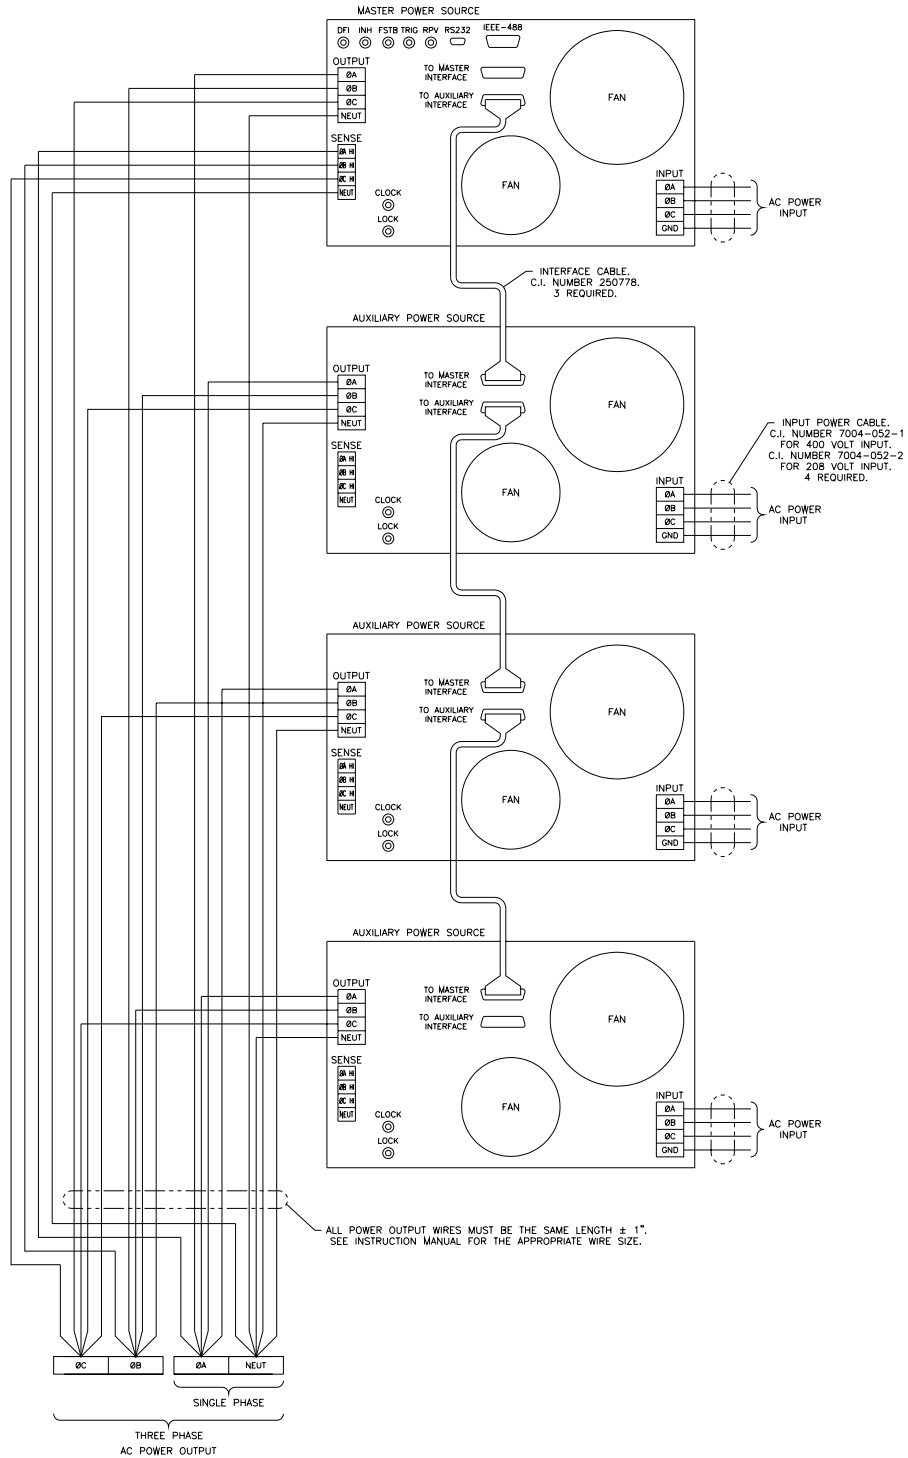 MASTER POWER SOURCE
DFI INH FSTB TRIG RPV RS232 IEEE-488
OUTPUT
ØA
ØB
ØC
NEUT
TO MASTER
INTERFACE
TO AUXILIARY
INTERFACE
FAN
SENSE
ØA HI
ØB HI
ØC HI
NEUT
FAN
CLOCK
LOCK
INPUT
ØA
ØB
ØC
GND
AC POWER
INPUT
INTERFACE CABLE.
C.I. NUMBER 250778.
3 REQUIRED.
AUXILIARY POWER SOURCE
OUTPUT
ØA
ØB
ØC
NEUT
TO MASTER
INTERFACE
TO AUXILIARY
INTERFACE
FAN
SENSE
ØA HI
ØB HI
ØC HI
NEUT
FAN
CLOCK
LOCK
INPUT
ØA
ØB
ØC
GND
AC POWER
INPUT
INPUT POWER CABLE.
C.I. NUMBER 7004-052-1
FOR 400 VOLT INPUT.
C.I. NUMBER 7004-052-2
FOR 208 VOLT INPUT.
4 REQUIRED.
AUXILIARY POWER SOURCE
OUTPUT
ØA
ØB
ØC
NEUT
TO MASTER
INTERFACE
TO AUXILIARY
INTERFACE
FAN
SENSE
ØA HI
ØB HI
ØC HI
NEUT
FAN
CLOCK
LOCK
INPUT
ØA
ØB
ØC
GND
AC POWER
INPUT
AUXILIARY POWER SOURCE
OUTPUT
ØA
ØB
ØC
NEUT
TO MASTER
INTERFACE
TO AUXILIARY
INTERFACE
FAN
SENSE
ØA HI
ØB HI
ØC HI
NEUT
FAN
CLOCK
LOCK
INPUT
ØA
ØB
ØC
GND
AC POWER
INPUT
ALL POWER OUTPUT WIRES MUST BE THE SAME LENGTH ± 1".
SEE INSTRUCTION MANUAL FOR THE APPROPRIATE WIRE SIZE.
ØC ØB ØA NEUT
SINGLE PHASE
THREE PHASE
AC POWER OUTPUT